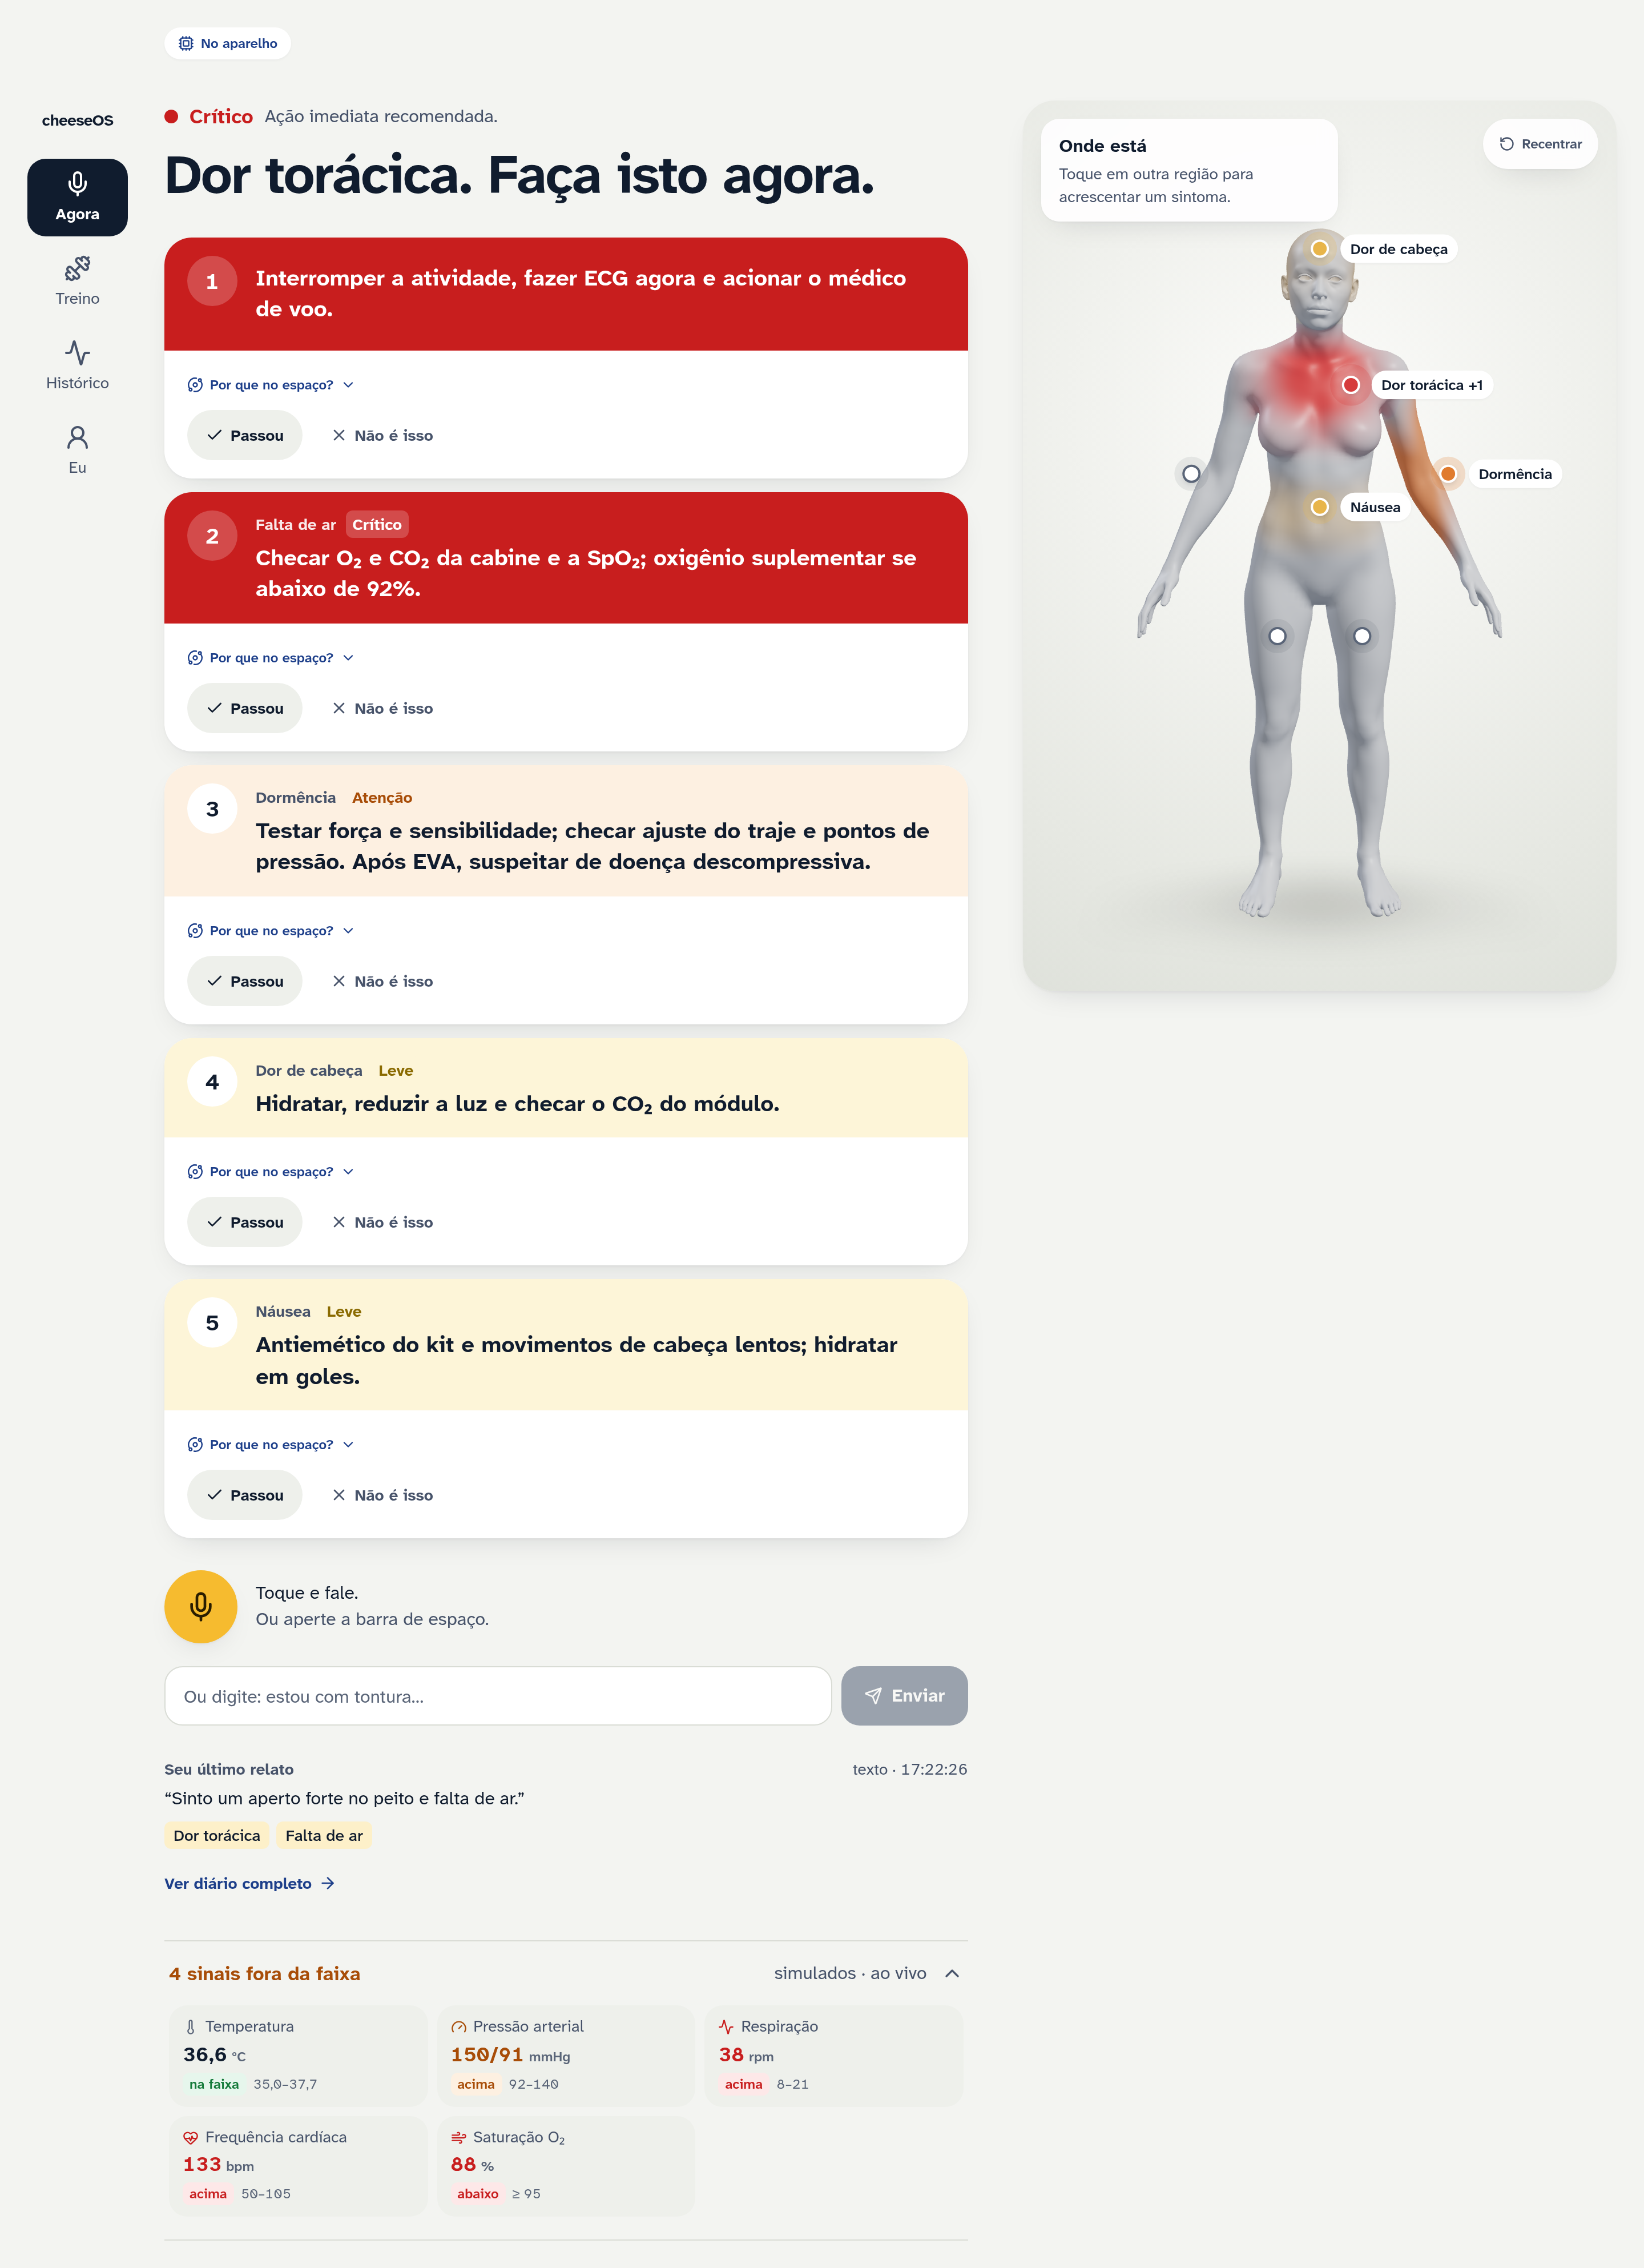 No aparelho
cheeseOS
Agora
Treino
Histórico
Eu
Crítico Ação imediata recomendada.
Dor torácica. Faça isto agora.
1
Interromper a atividade, fazer ECG agora e acionar o médico
de voo.
Por que no espaço?
Passou Não é isso
2
Falta de ar Crítico
Checar O₂ e CO₂ da cabine e a SpO₂; oxigênio suplementar se
abaixo de 92%.
Por que no espaço?
Passou Não é isso
3
Dormência Atenção
Testar força e sensibilidade; checar ajuste do traje e pontos de
pressão. Após EVA, suspeitar de doença descompressiva.
Por que no espaço?
Passou Não é isso
4
Dor de cabeça Leve
Hidratar, reduzir a luz e checar o CO₂ do módulo.
Por que no espaço?
Passou Não é isso
5
Náusea Leve
Antiemético do kit e movimentos de cabeça lentos; hidratar
em goles.
Por que no espaço?
Passou Não é isso
Toque e fale.
Ou aperte a barra de espaço.
Ou digite: estou com tontura...
Enviar
Seu último relato texto · 17:22:26
“Sinto um aperto forte no peito e falta de ar.”
Dor torácica Falta de ar
Ver diário completo
4 sinais fora da faixa simulados · ao vivo
Temperatura
36,6 °C
na faixa 35,0–37,7
Pressão arterial
150/91 mmHg
acima 92–140
Respiração
38 rpm
acima 8–21
Frequência cardíaca
133 bpm
acima 50–105
Saturação O₂
88 %
abaixo ≥ 95
Onde está
Toque em outra região para
acrescentar um sintoma.
Recentrar
Dor de cabeça
Dor torácica +1
Dormência
Náusea